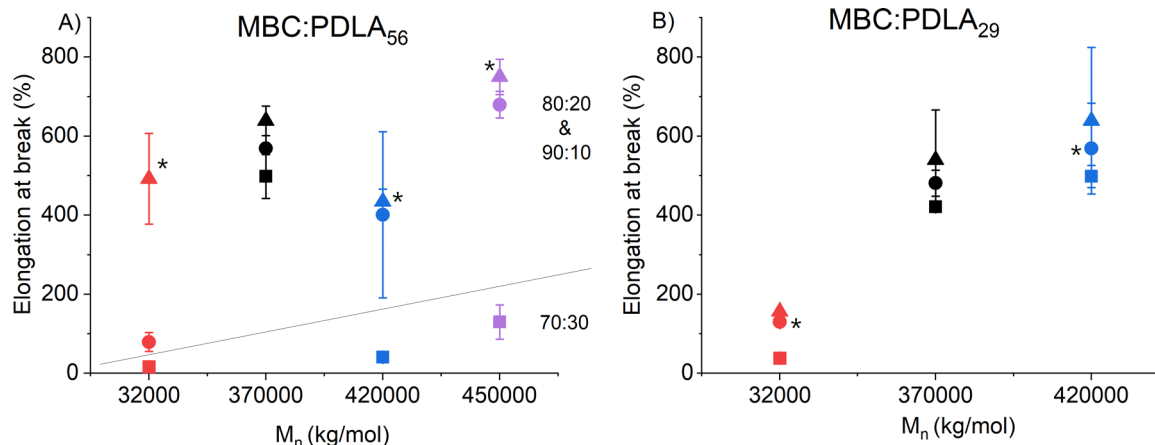 A)
MBC:PDLA₅₆
Elongation at break (%)
800
600
400
200
0
*
*
*
80:20
&
90:10
70:30
32000 370000 420000 450000
Mₙ (kg/mol)
B)
MBC:PDLA₂₉
Elongation at break (%)
800
600
400
200
0
*
*
32000 370000 420000
Mₙ (kg/mol)